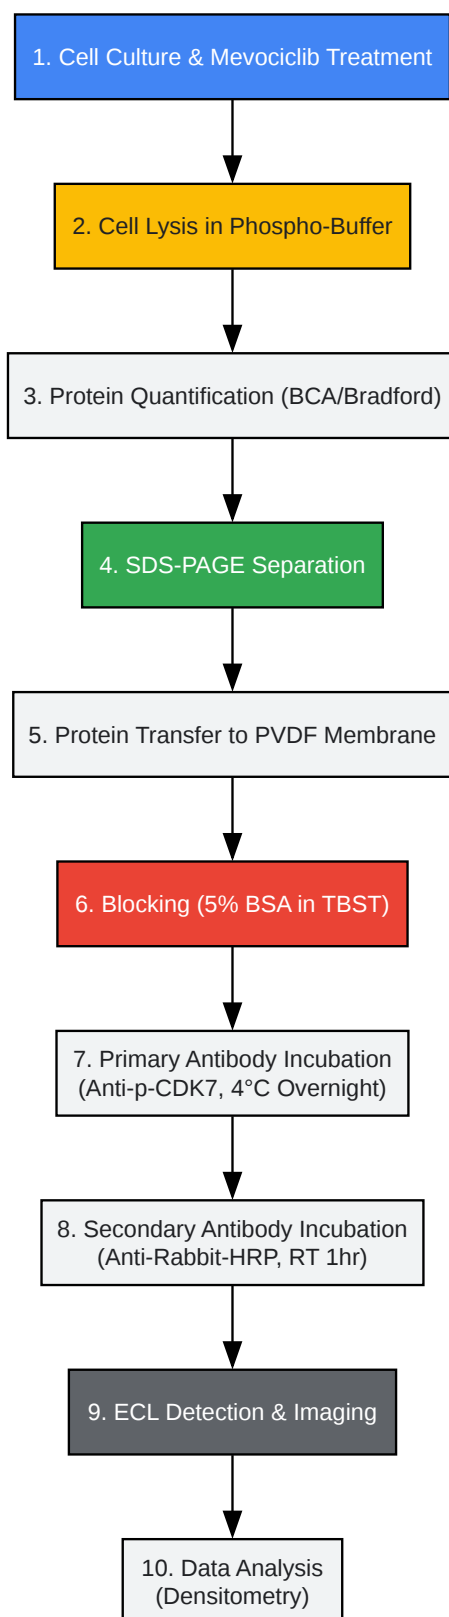 1. Cell Culture & Mevociclib Treatment
2. Cell Lysis in Phospho-Buffer
3. Protein Quantification (BCA/Bradford)
4. SDS-PAGE Separation
5. Protein Transfer to PVDF Membrane
6. Blocking (5% BSA in TBST)
7. Primary Antibody Incubation
(Anti-p-CDK7, 4°C Overnight)
8. Secondary Antibody Incubation
(Anti-Rabbit-HRP, RT 1hr)
9. ECL Detection & Imaging
10. Data Analysis
(Densitometry)